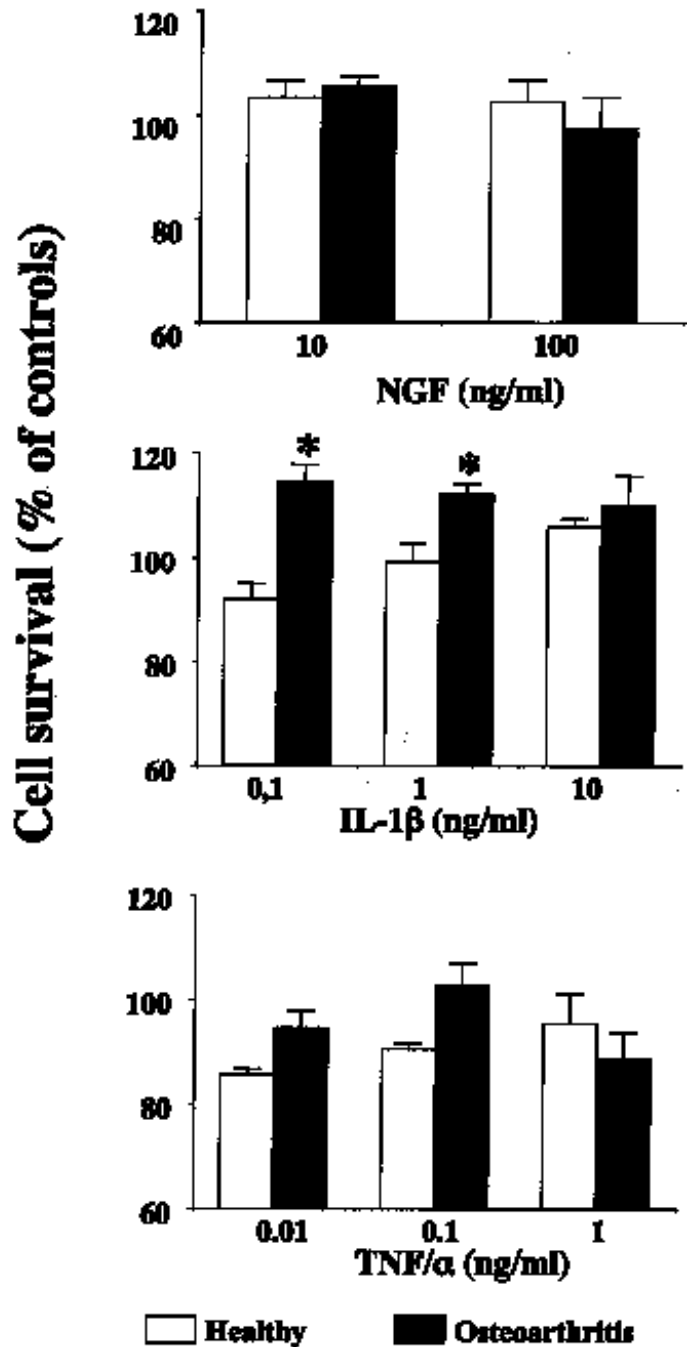 Cell survival (% of controls)
120
100
80
60
10 100
NGF (ng/ml)
* *
120
100
80
60
0,1 1 10
IL-1β (ng/ml)
120
100
80
60
0.01 0.1 1
TNF/α (ng/ml)
Healthy Osteoarthritis